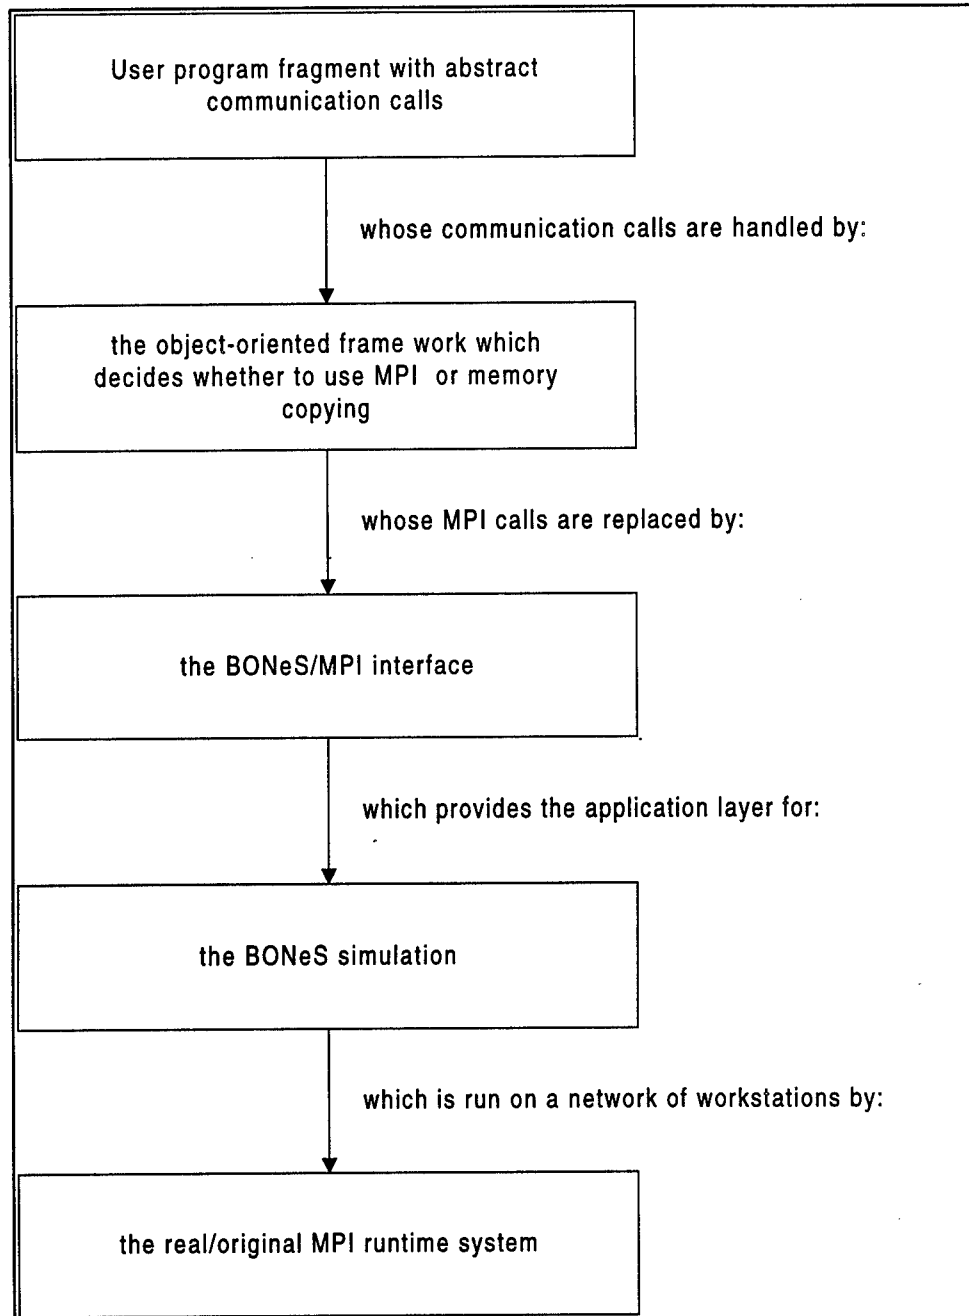 User program fragment with abstract
communication calls
whose communication calls are handled by:
the object-oriented frame work which
decides whether to use MPI or memory
copying
whose MPI calls are replaced by:
the BONeS/MPI interface
which provides the application layer for:
the BONeS simulation
which is run on a network of workstations by:
the real/original MPI runtime system